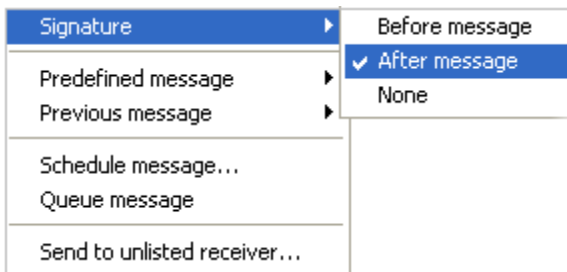 Signature
Before message
After message
None
Predefined message
Previous message
Schedule message...
Queue message
Send to unlisted receiver...